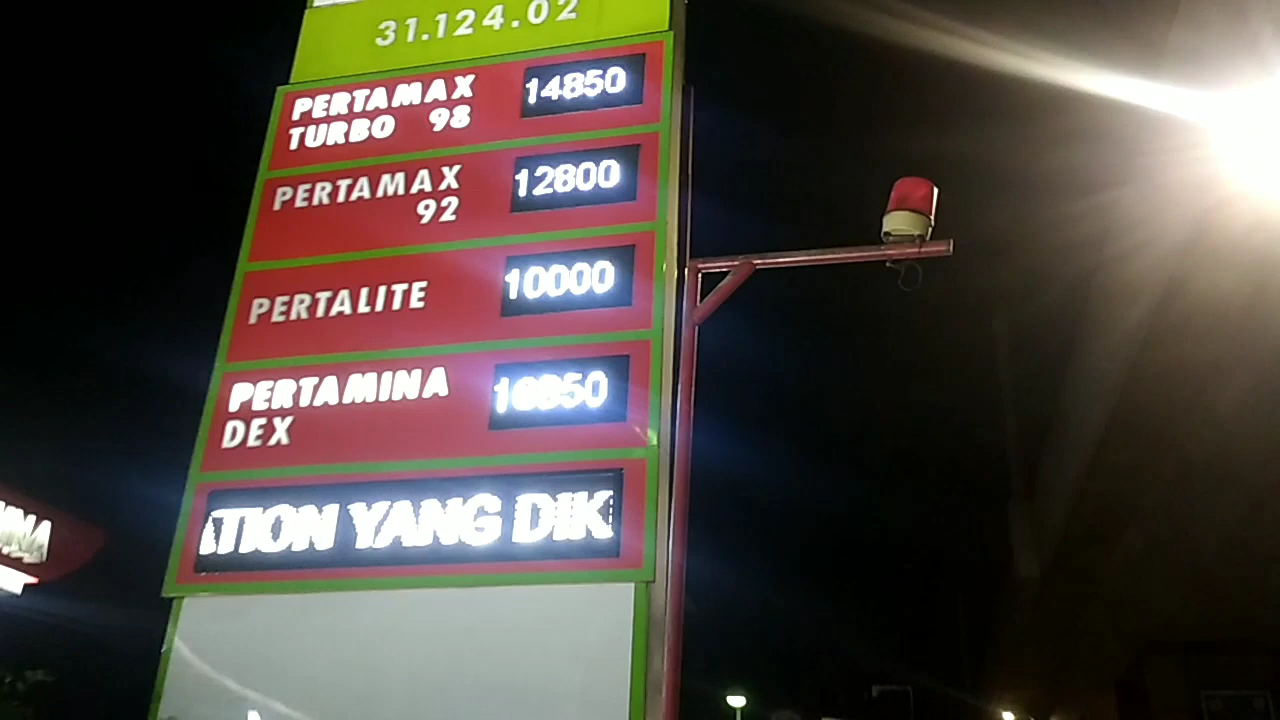 31.124.02
PERTAMAX
TURBO 98
14850
PERTAMAX
92
12800
PERTALITE
10000
PERTAMINA
DEX
TION YANG DIK